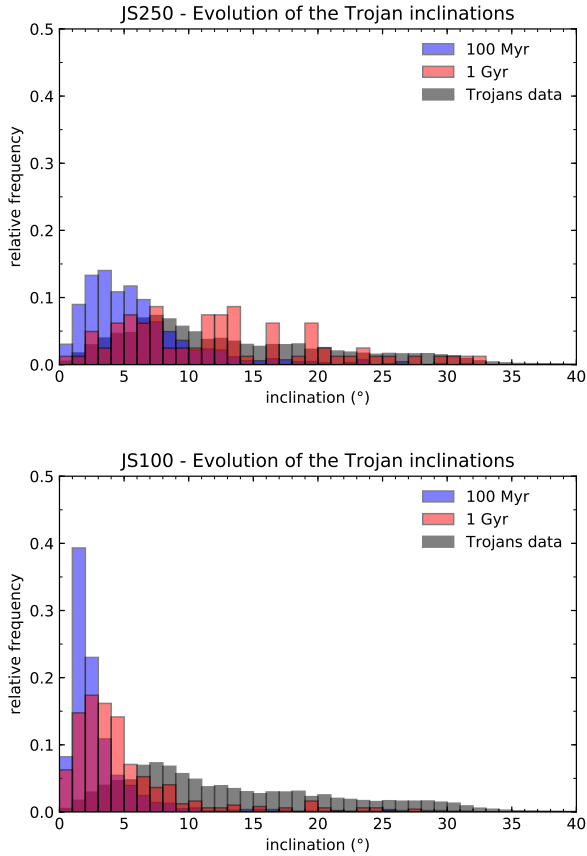 JS250 - Evolution of the Trojan inclinations
0.5
0.4
0.3
0.2
0.1
0.0
relative frequency
100 Myr
1 Gyr
Trojans data
0 5 10 15 20 25 30 35 40
inclination (°)
JS100 - Evolution of the Trojan inclinations
0.5
0.4
0.3
0.2
0.1
0.0
relative frequency
100 Myr
1 Gyr
Trojans data
0 5 10 15 20 25 30 35 40
inclination (°)